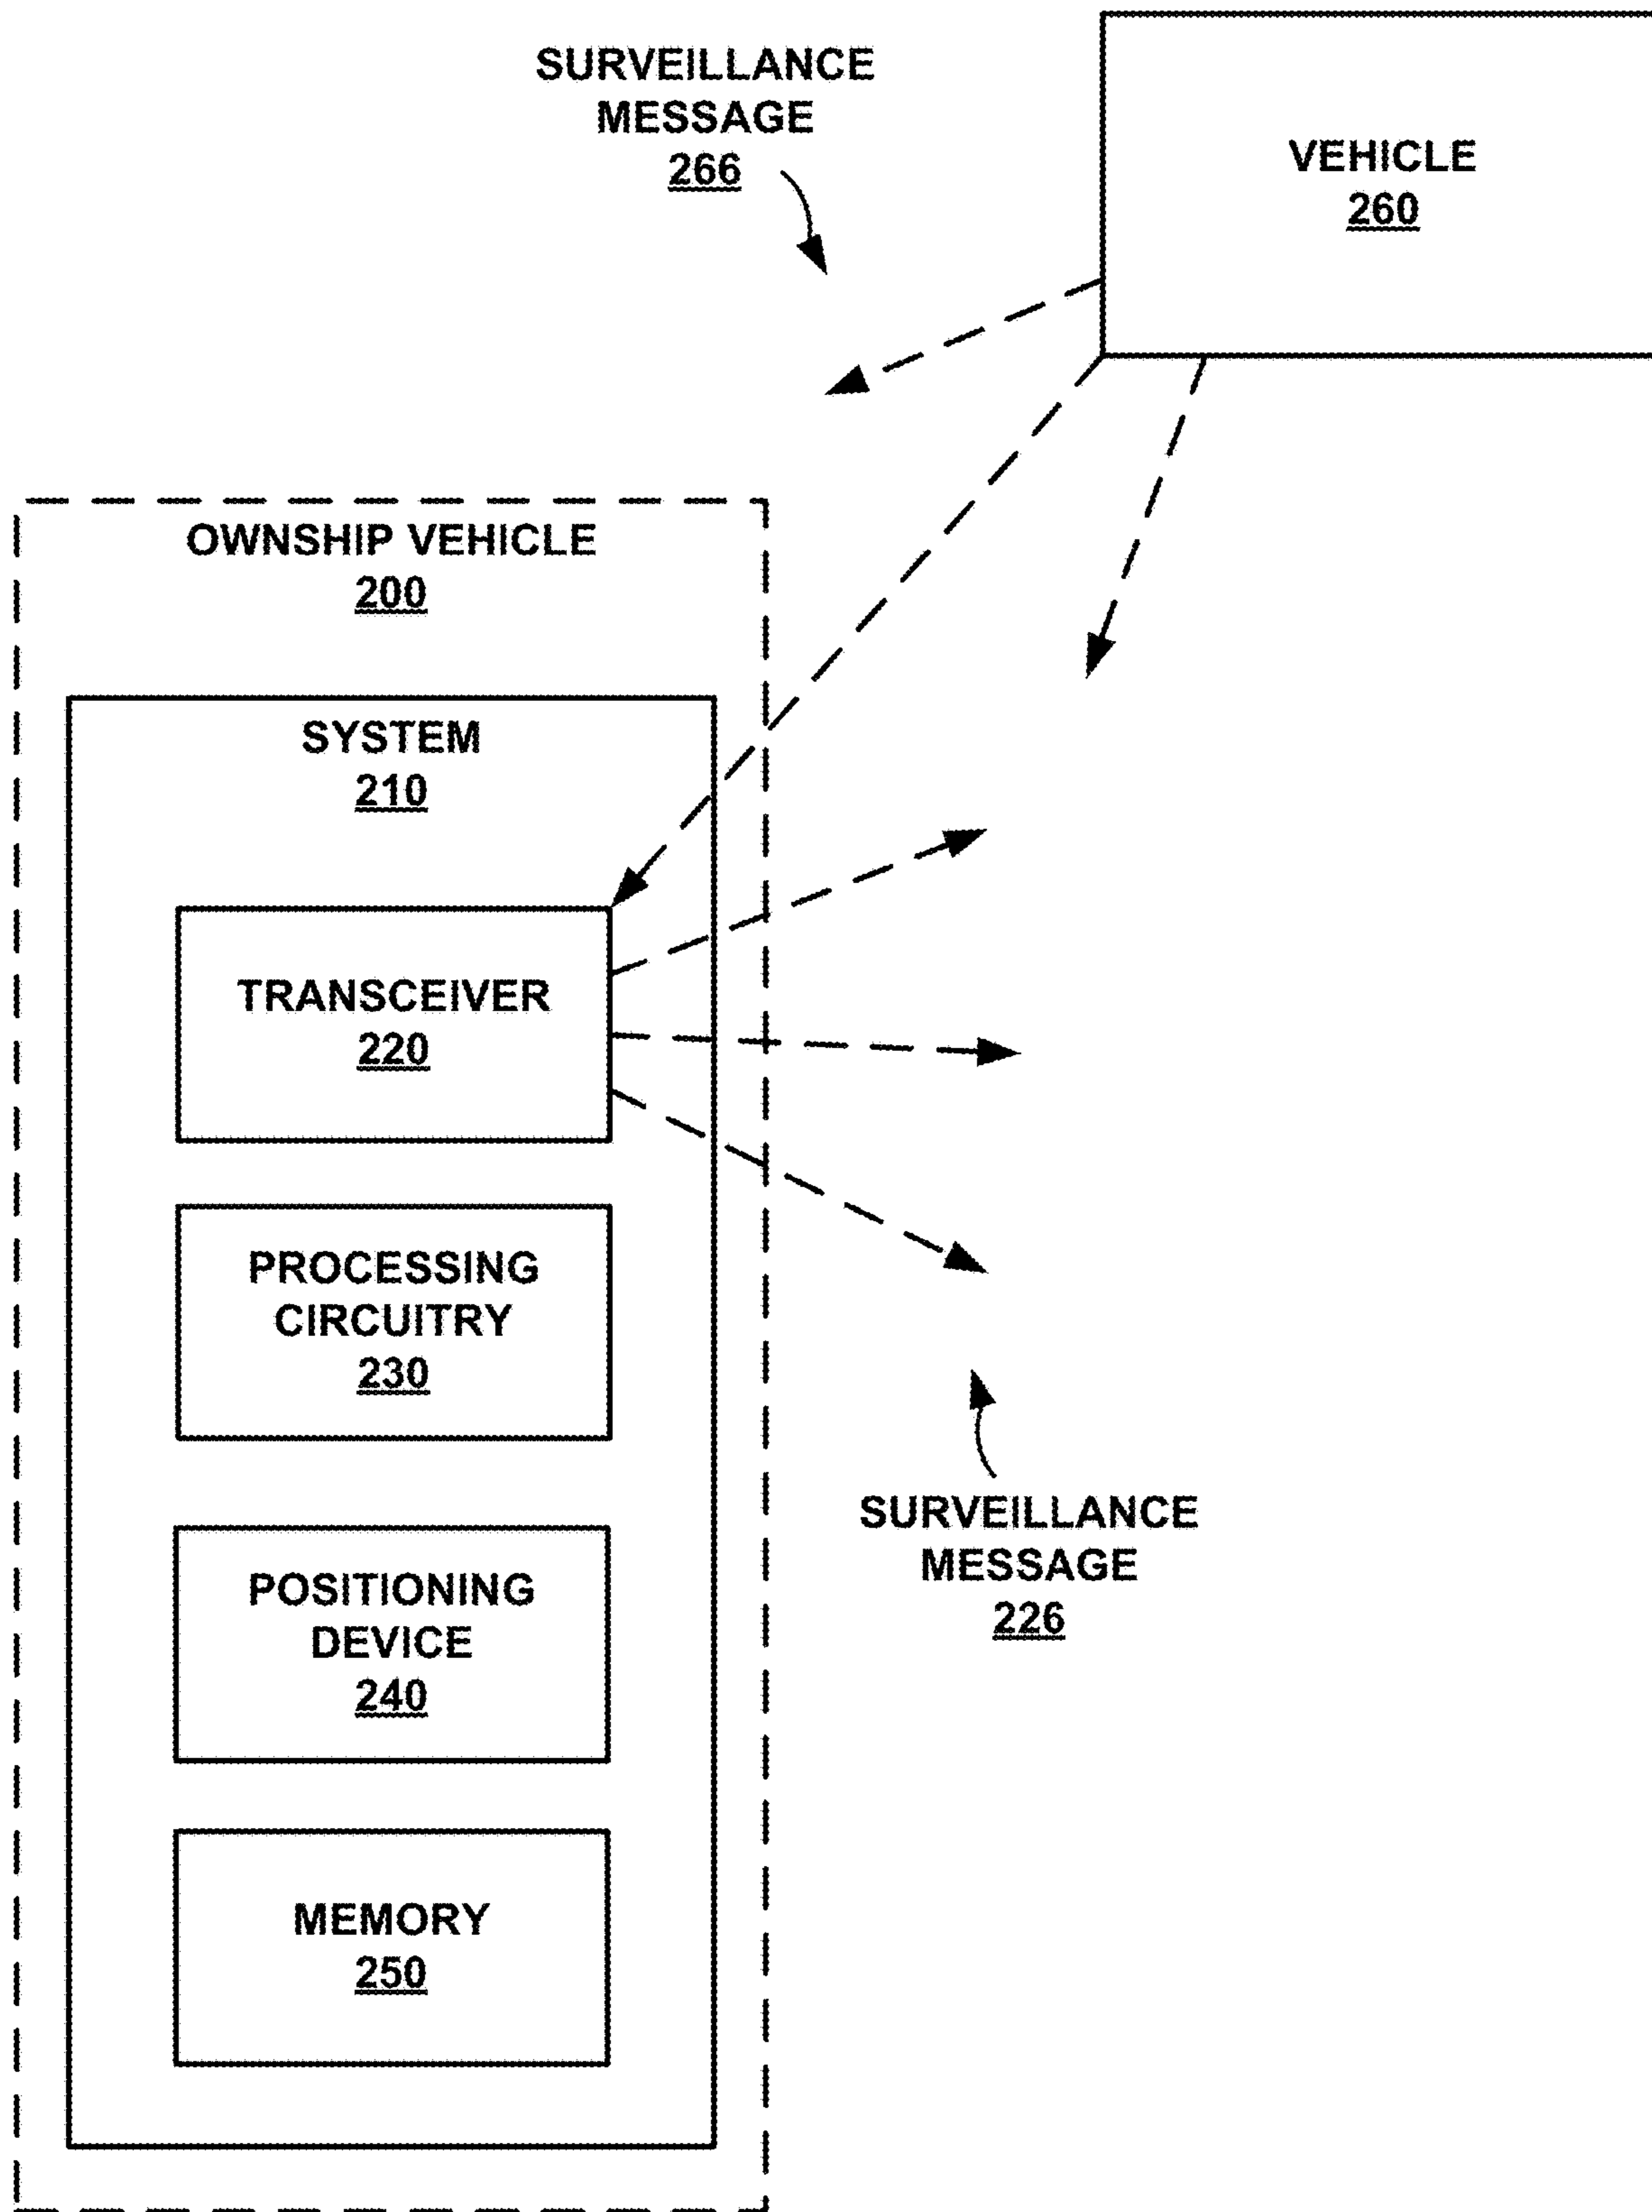 SURVEILLANCE
MESSAGE
266
VEHICLE
260
OWNSHIP VEHICLE
200
SYSTEM
210
TRANSCEIVER
220
PROCESSING
CIRCUITRY
230
POSITIONING
DEVICE
240
MEMORY
250
SURVEILLANCE
MESSAGE
226